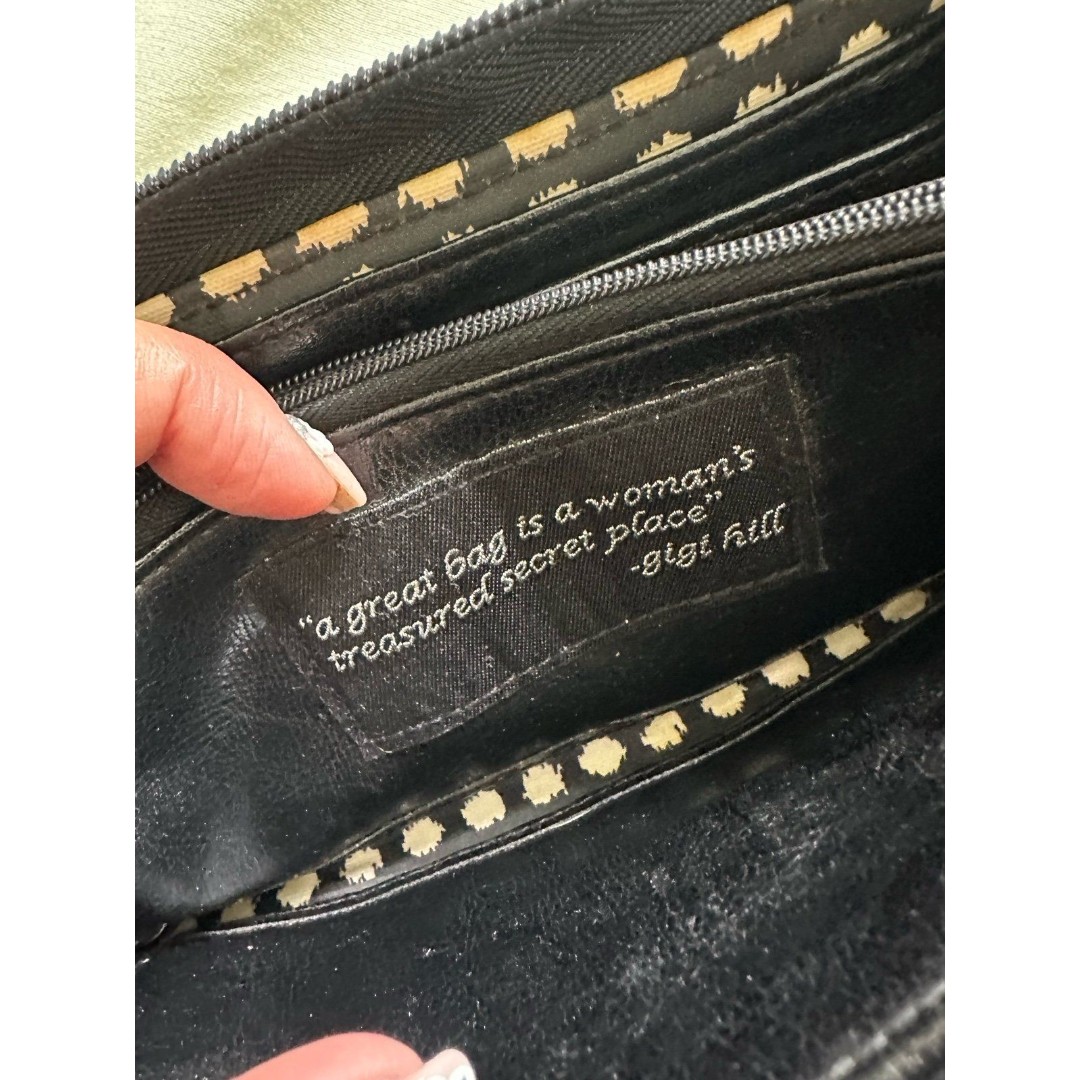 “a great bag is a woman’s
treasured secret place”
-gigi hill